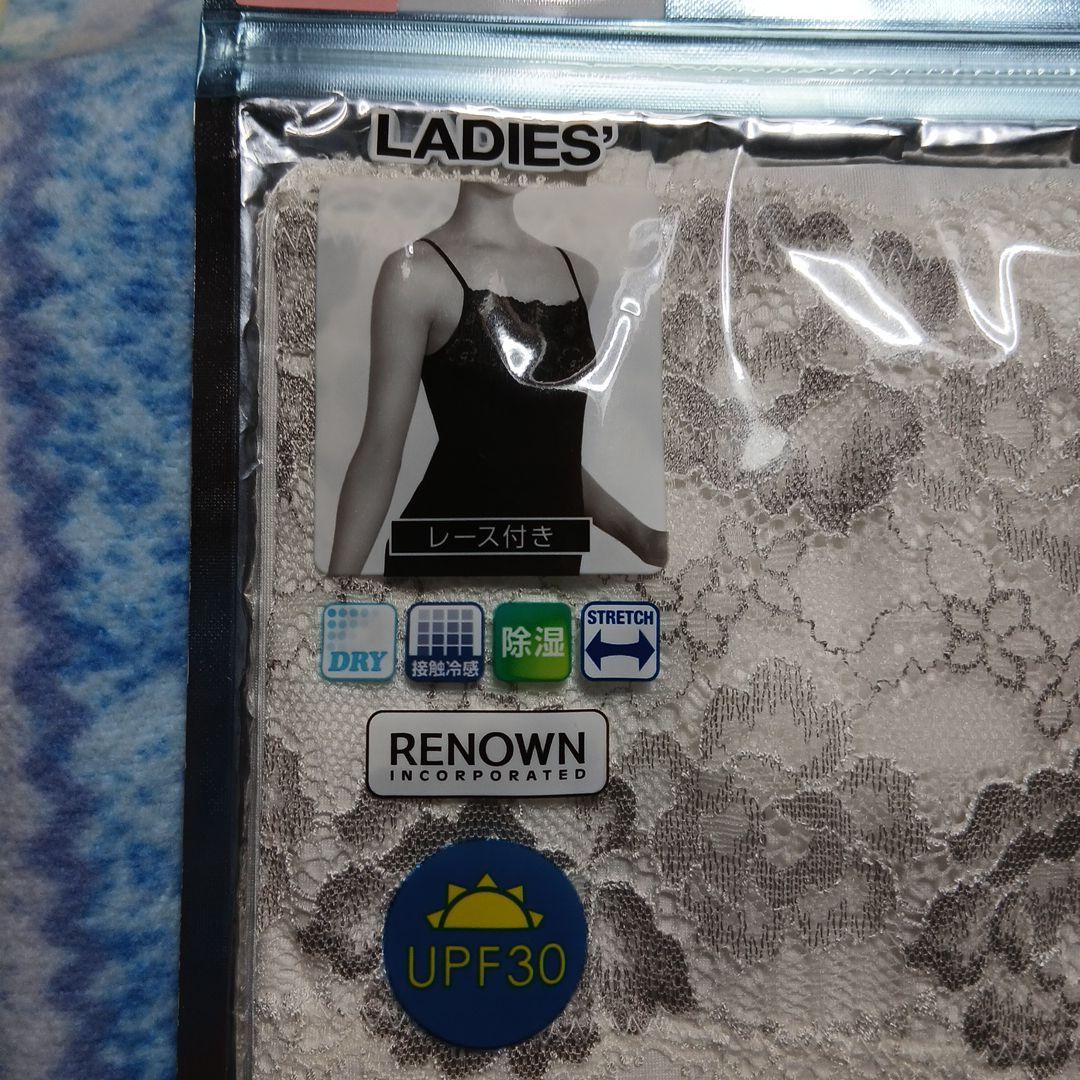 LADIES'
レース付き
DRY
接触冷感
除湿
STRETCH
RENOWN
INCORPORATED
UPF30